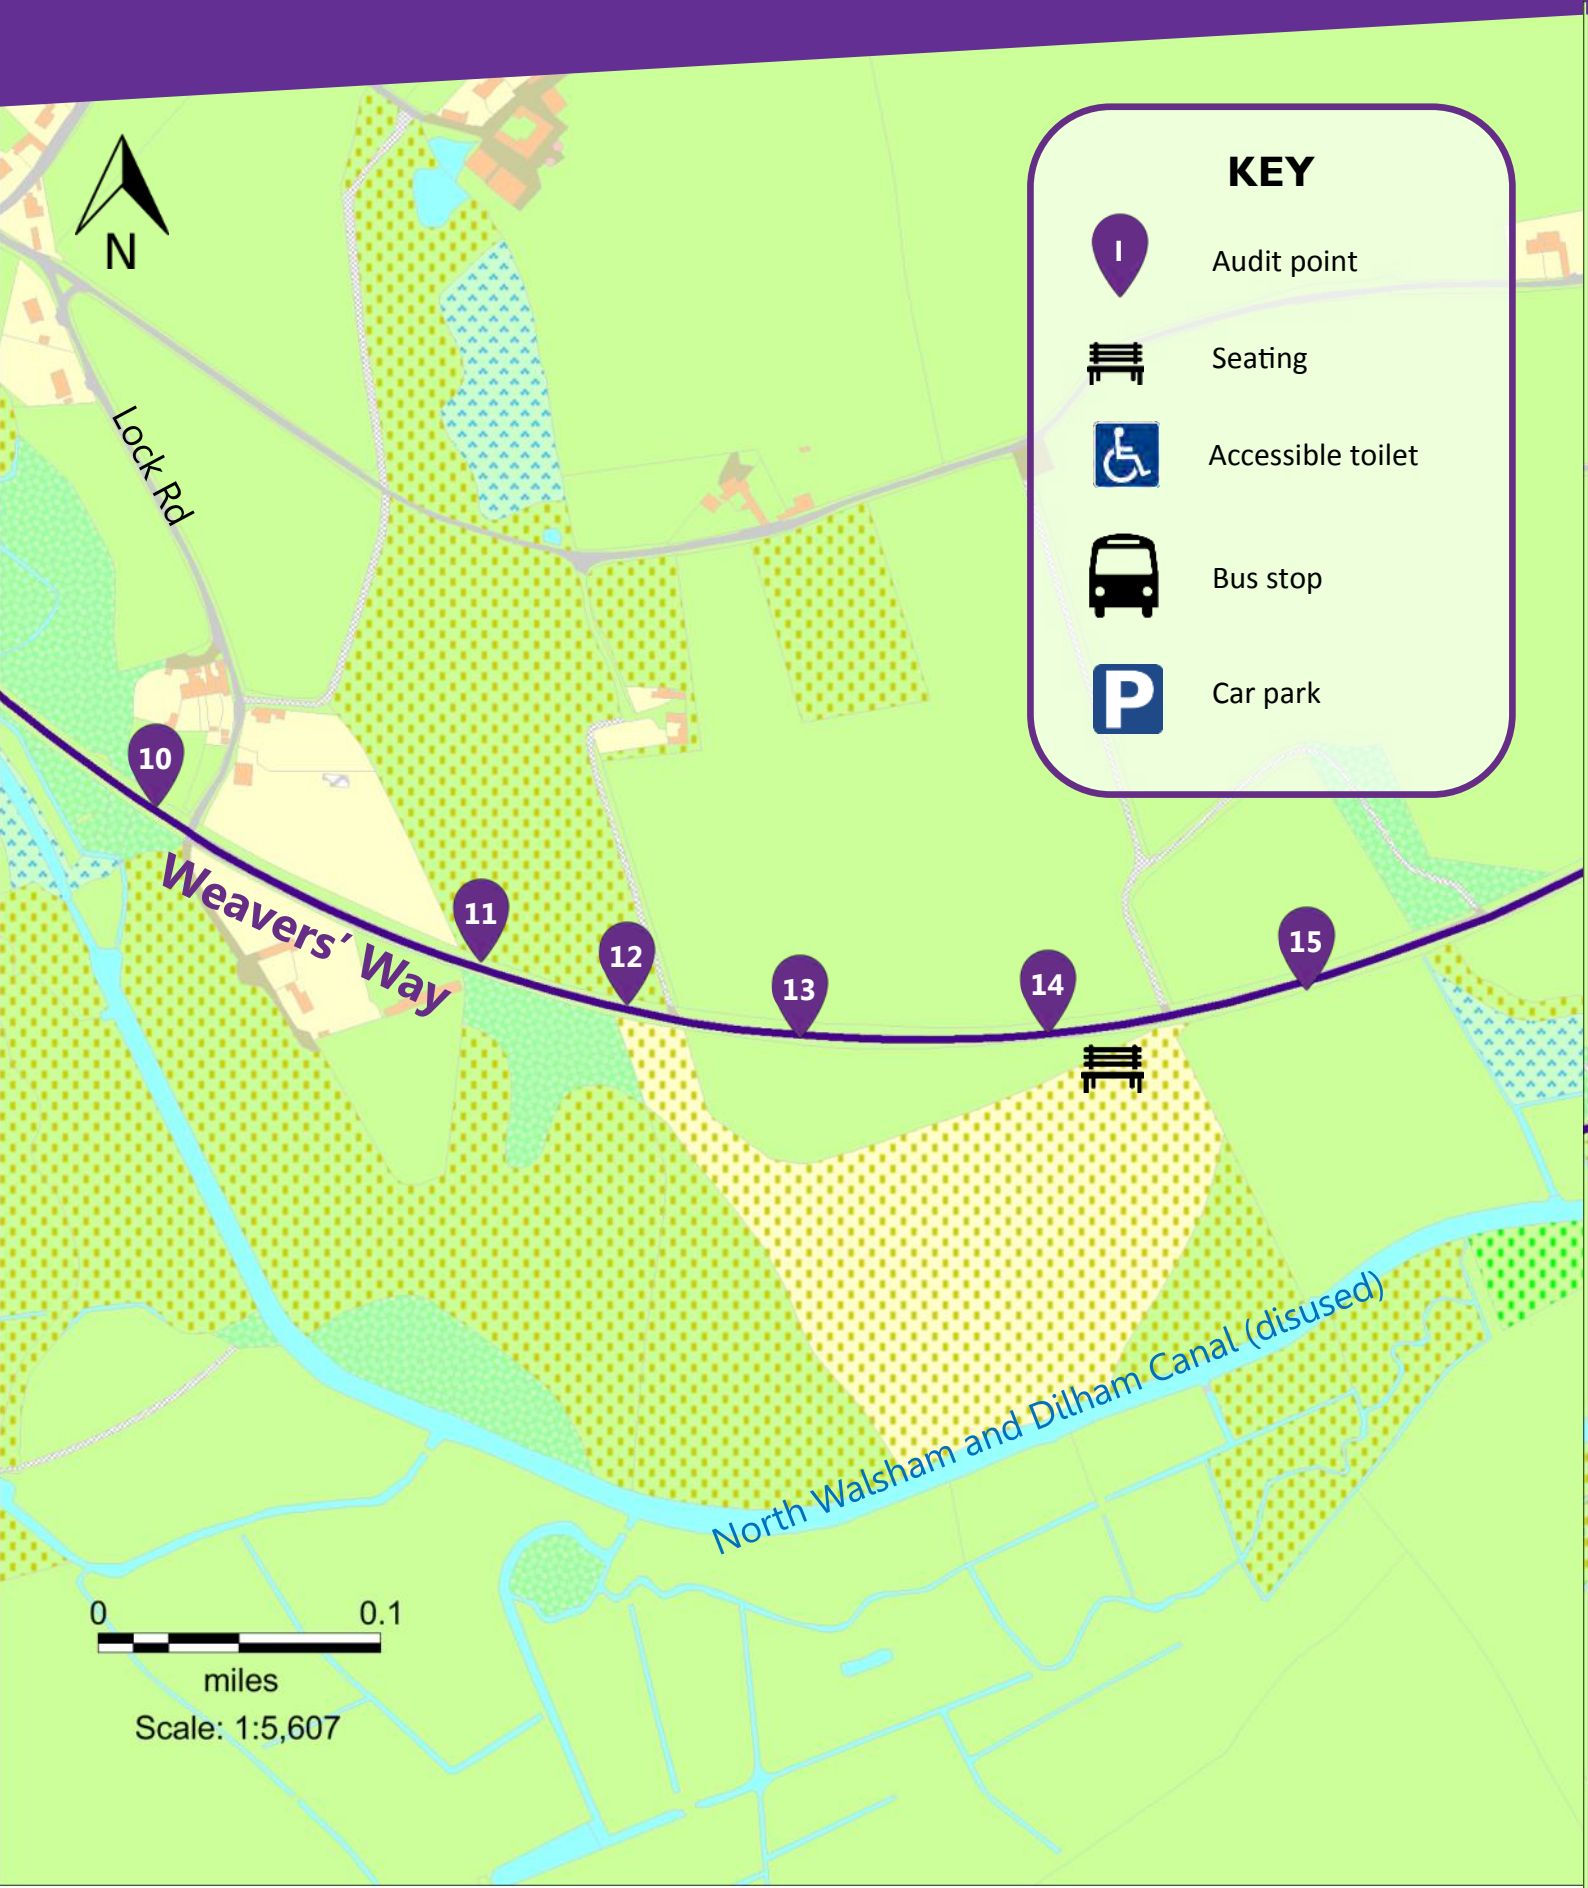 N
KEY
I
Audit point
Seating
Accessible toilet
Bus stop
P
Car park
Lock Rd
10
Weavers’ Way
11
12
13
14
15
North Walsham and Dilham Canal (disused)
0 0.1
miles
Scale: 1:5,607